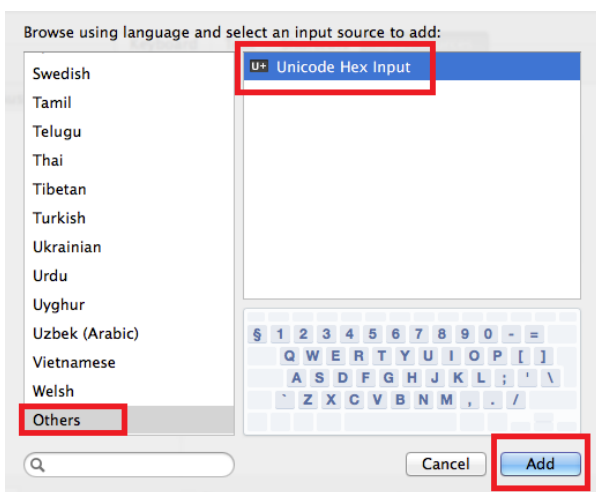 Browse using language and select an input source to add:
Swedish
Tamil
Telugu
Thai
Tibetan
Turkish
Ukrainian
Urdu
Uyghur
Uzbek (Arabic)
Vietnamese
Welsh
Others
U+ Unicode Hex Input
§ 1 2 3 4 5 6 7 8 9 0 - =
Q W E R T Y U I O P [ ]
A S D F G H J K L ; ' \
` Z X C V B N M , . /
Cancel
Add